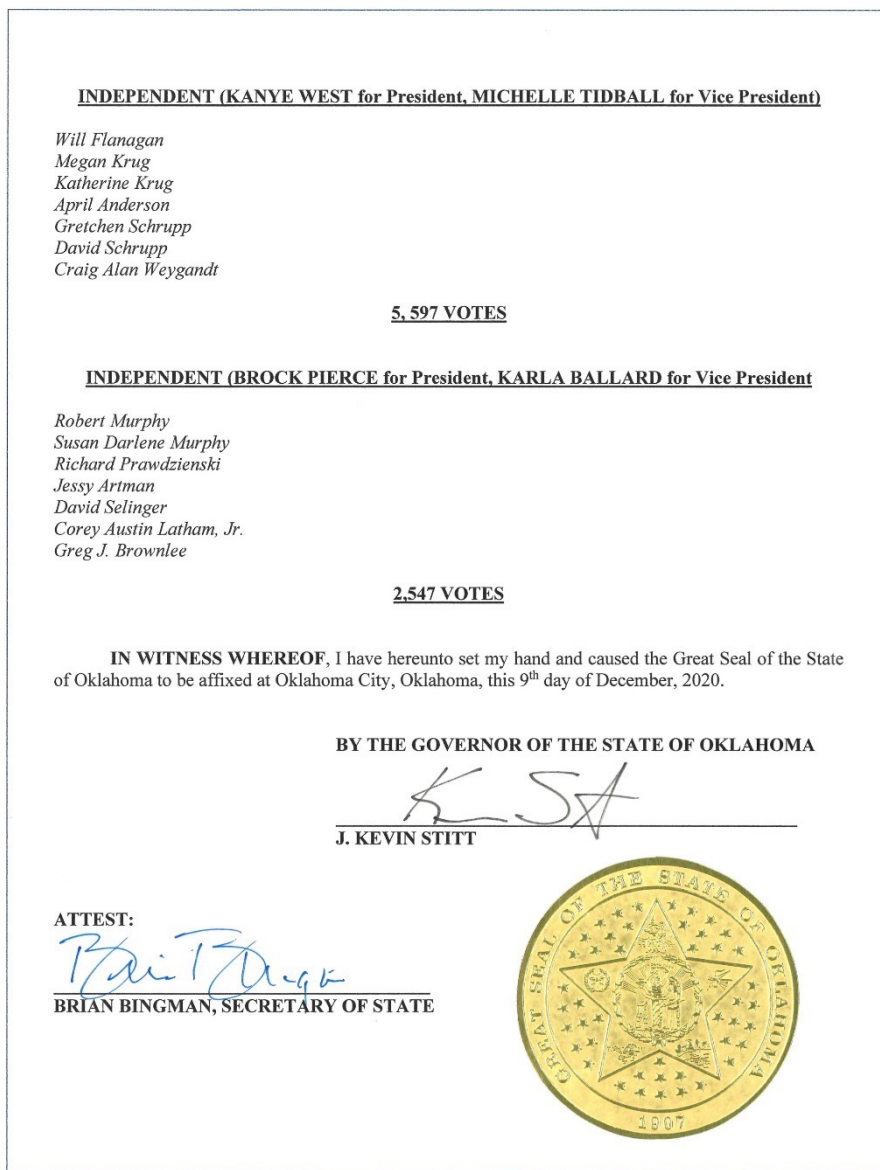 INDEPENDENT (KANYE WEST for President, MICHELLE TIDBALL for Vice President)
Will Flanagan
Megan Krug
Katherine Krug
April Anderson
Gretchen Schrupp
David Schrupp
Craig Alan Weygandt
5, 597 VOTES
INDEPENDENT (BROCK PIERCE for President, KARLA BALLARD for Vice President
Robert Murphy
Susan Darlene Murphy
Richard Prawdzienski
Jessy Artman
David Selinger
Corey Austin Latham, Jr.
Greg J. Brownlee
2,547 VOTES
IN WITNESS WHEREOF, I have hereunto set my hand and caused the Great Seal of the State
of Oklahoma to be affixed at Oklahoma City, Oklahoma, this 9th day of December, 2020.
BY THE GOVERNOR OF THE STATE OF OKLAHOMA
J. KEVIN STITT
ATTEST:
BRIAN BINGMAN, SECRETARY OF STATE
GREAT SEAL OF THE STATE OF OKLAHOMA
1907